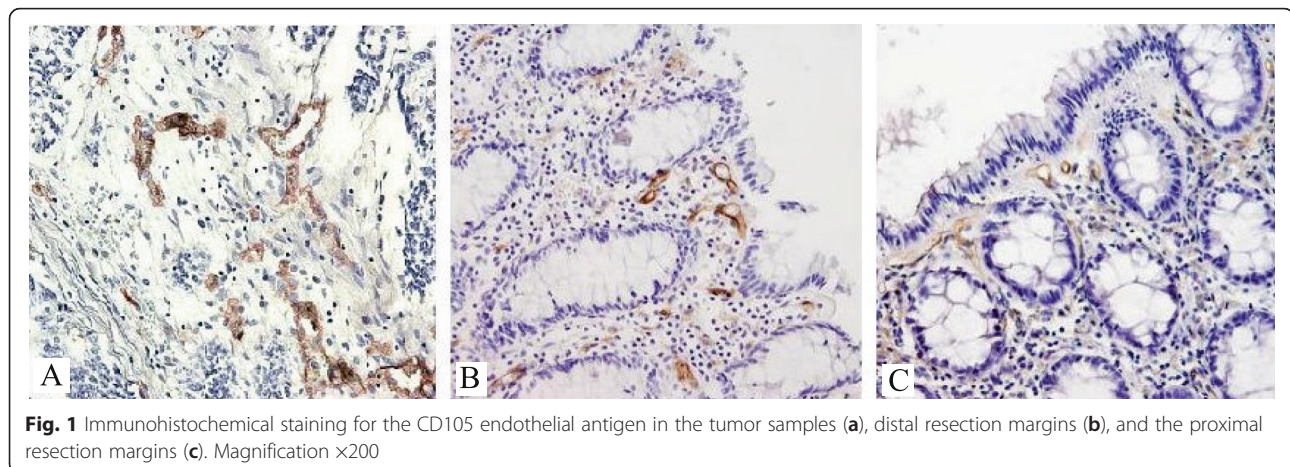 A
B
C
Fig. 1 Immunohistochemical staining for the CD105 endothelial antigen in the tumor samples (a), distal resection margins (b), and the proximal
resection margins (c). Magnification ×200